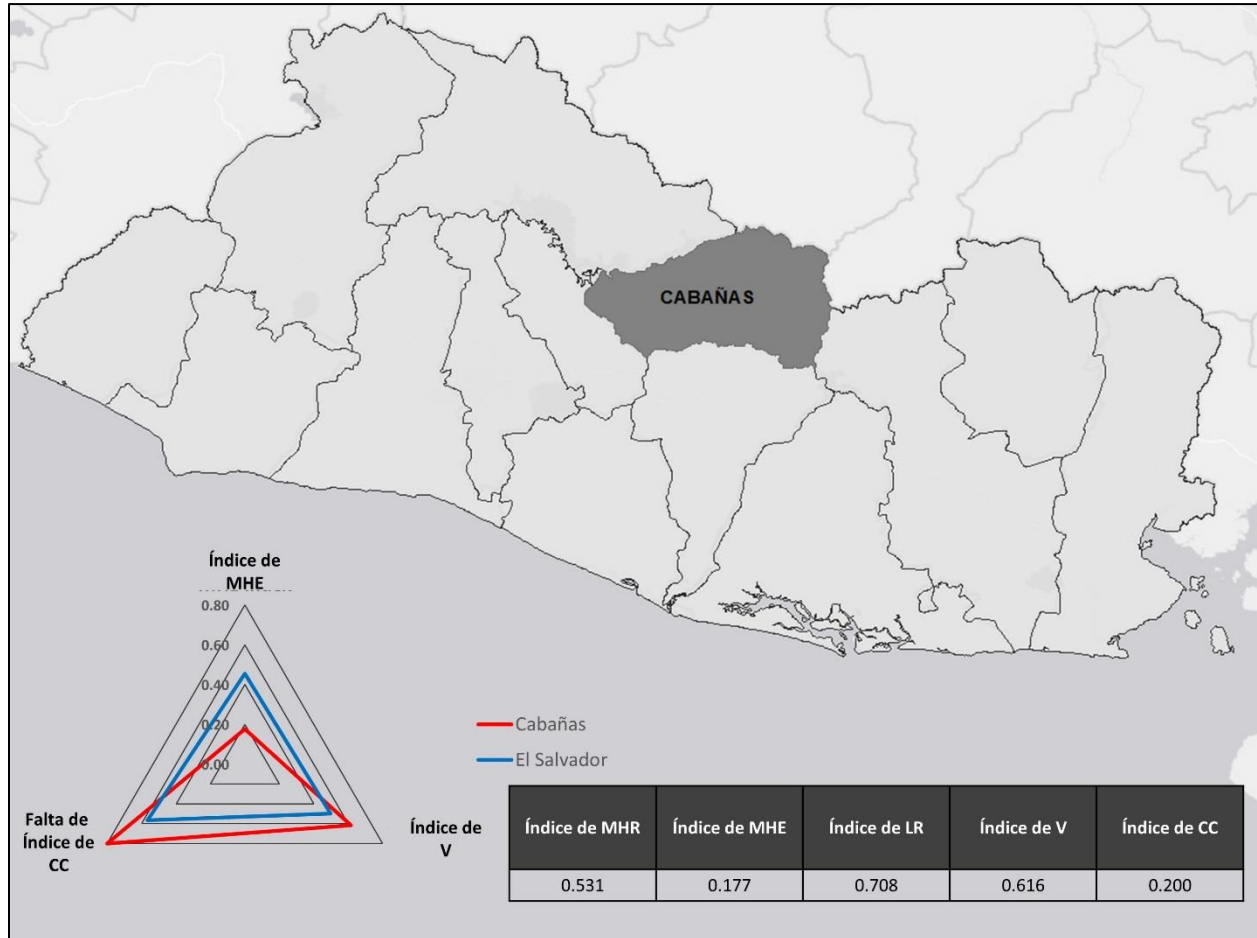 CABAÑAS
Índice de
MHE
0.80
0.60
0.40
0.20
0.00
Falta de
Índice de
CC
Índice de
V
Cabañas
El Salvador
Índice de MHR Índice de MHE Índice de LR Índice de V Índice de CC
0.531 0.177 0.708 0.616 0.200